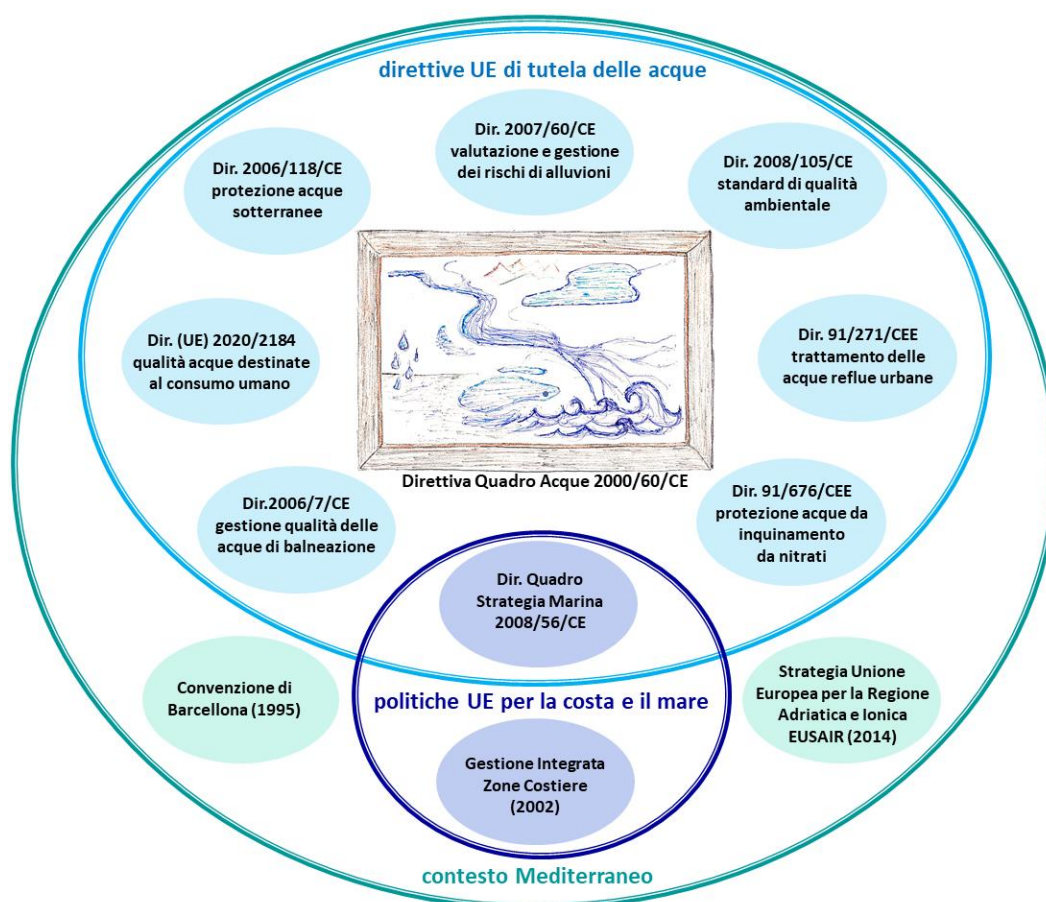 direttive UE di tutela delle acque
Dir. 2007/60/CE
valutazione e gestione
dei rischi di alluvioni
Dir. 2006/118/CE
protezione acque
sotterranee
Dir. 2008/105/CE
standard di qualità
ambientale
Dir. (UE) 2020/2184
qualità acque destinate
al consumo umano
Dir. 91/271/CEE
trattamento delle
acque reflue urbane
Direttiva Quadro Acque 2000/60/CE
Dir.2006/7/CE
gestione qualità delle
acque di balneazione
Dir. 91/676/CEE
protezione acque da
inquinamento
da nitrati
Dir. Quadro
Strategia Marina
2008/56/CE
Convenzione di
Barcellona (1995)
politiche UE per la costa e il mare
Strategia Unione
Europea per la Regione
Adriatica e Ionica
EUSAIR (2014)
Gestione Integrata
Zone Costiere
(2002)
contesto Mediterraneo